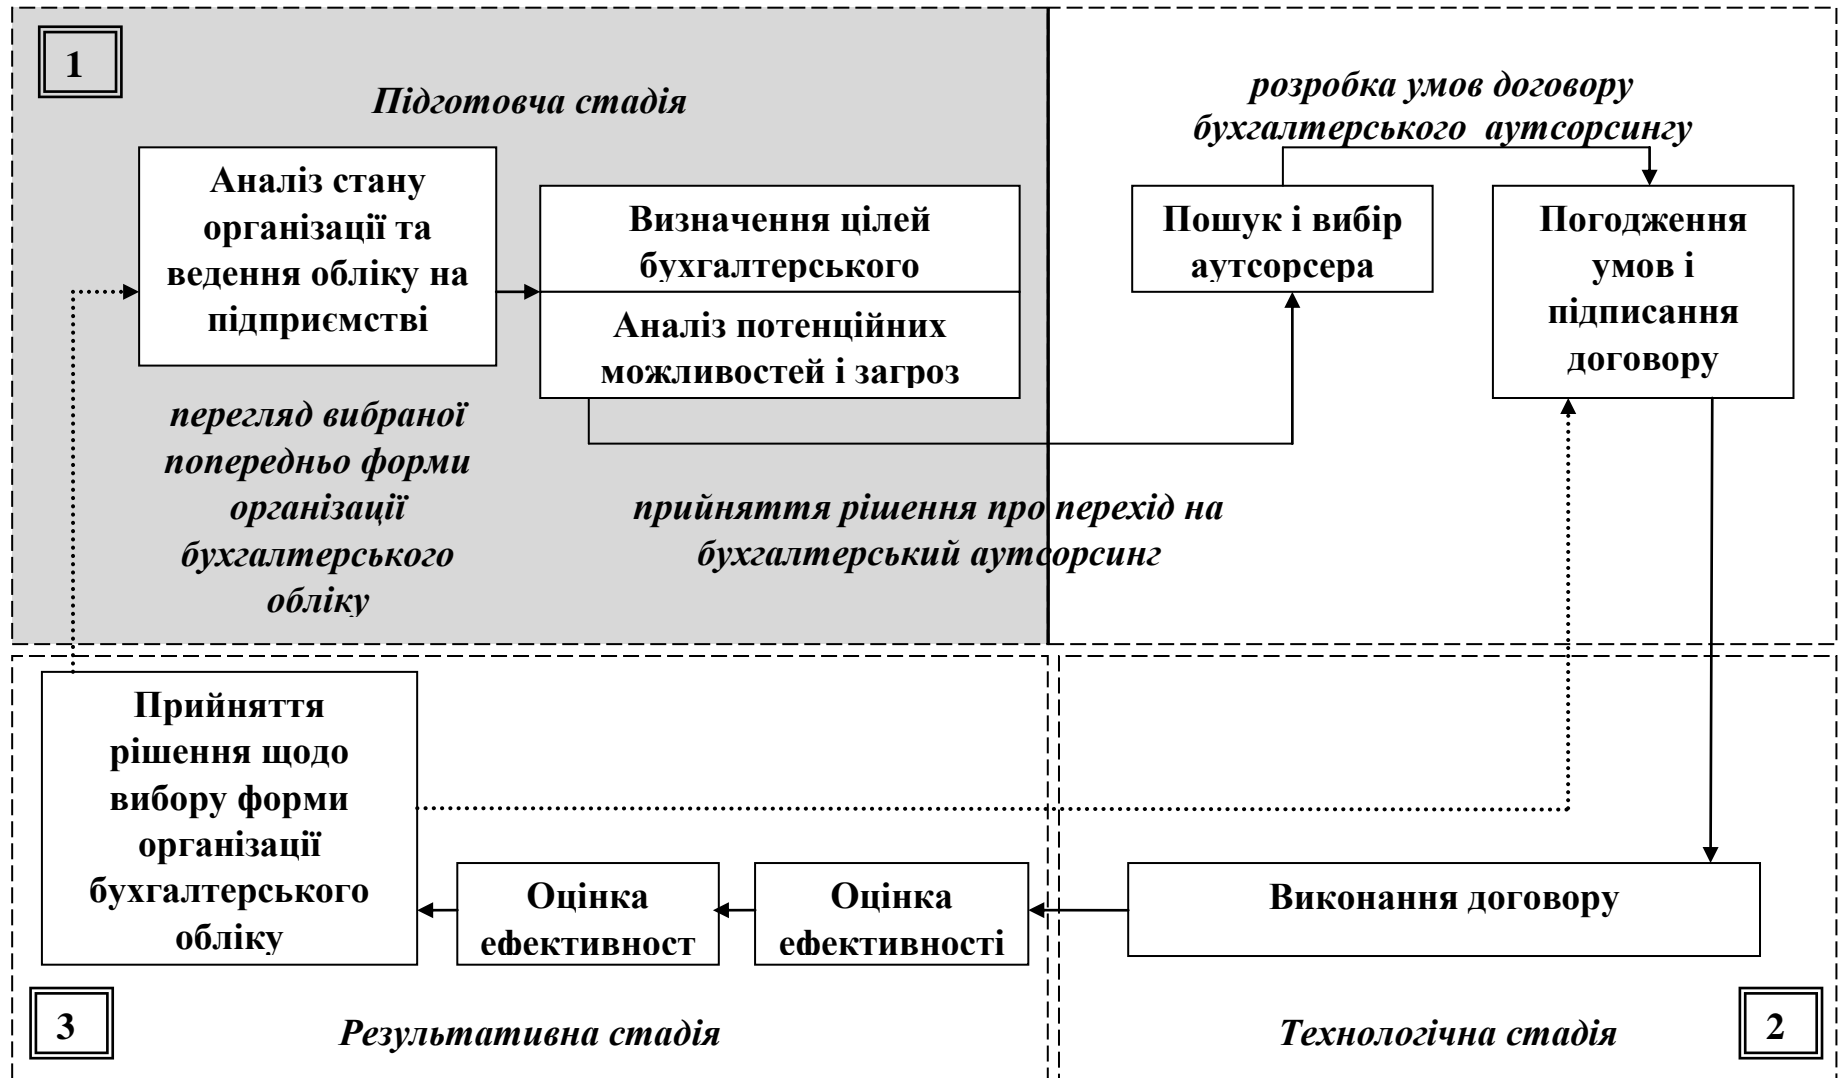 1
Підготовча стадія
Аналіз стану
організації та
ведення обліку на
підприємстві
Визначення цілей
бухгалтерського
Аналіз потенційних
можливостей і загроз
перегляд вибраної
попередньо форми
організації
бухгалтерського
обліку
прийняття рішення про перехід на
бухгалтерський аутсорсинг
розробка умов договору
бухгалтерського аутсорсингу
Пошук і вибір
аутсорсера
Погодження
умов і
підписання
договору
Прийняття
рішення щодо
вибору форми
організації
бухгалтерського
обліку
Оцінка
ефективност
Оцінка
ефективності
Виконання договору
3
Результативна стадія
Технологічна стадія
2